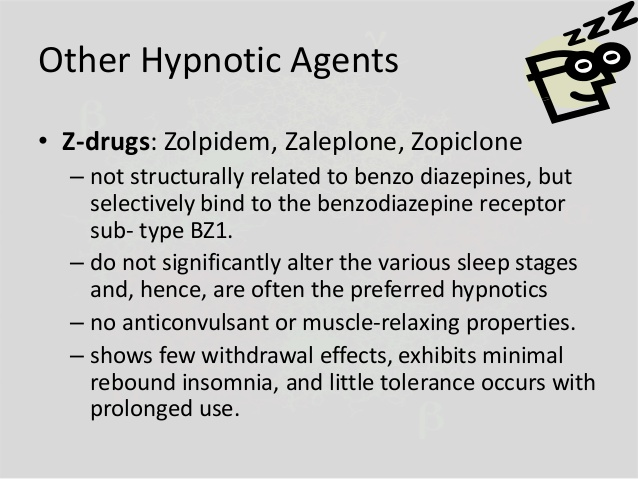 zzz
Other Hypnotic Agents
• Z-drugs: Zolpidem, Zaleplone, Zopiclone
– not structurally related to benzo diazepines, but
selectively bind to the benzodiazepine receptor
sub- type BZ1.
– do not significantly alter the various sleep stages
and, hence, are often the preferred hypnotics
– no anticonvulsant or muscle-relaxing properties.
– shows few withdrawal effects, exhibits minimal
rebound insomnia, and little tolerance occurs with
prolonged use.
β
β